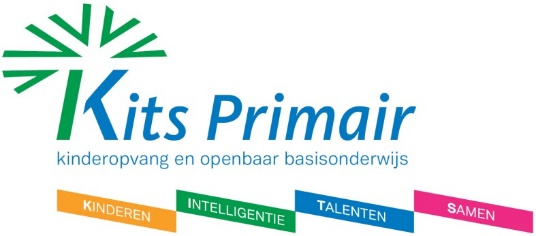 Kits Primair
kinderopvang en openbaar basisonderwijs
KINDEREN INTELLIGENTIE TALENTEN SAMEN